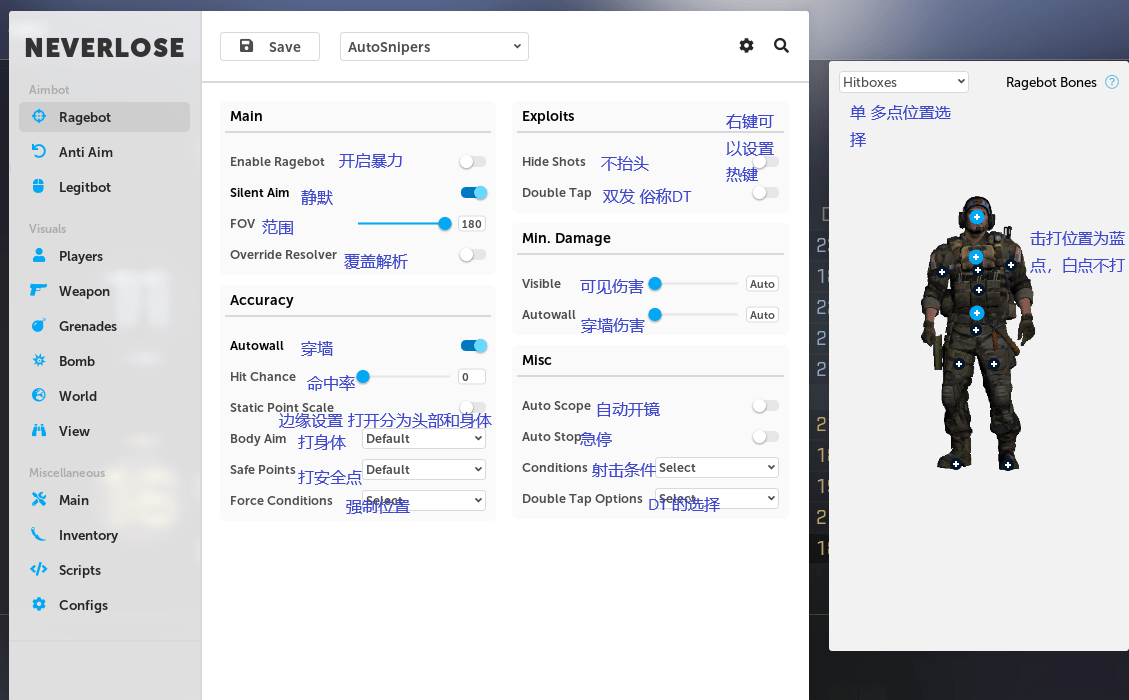 NEVERLOSE
Aimbot
Ragebot
Anti Aim
Legitbot
Visuals
Players
Weapon
Grenades
Bomb
World
View
Miscellaneous
Main
Inventory
Scripts
Configs
Save
AutoSnipers
Main
Enable Ragebot 开启暴力
Silent Aim 静默
FOV 范围 180
Override Resolver 覆盖解析
Accuracy
Autowall 穿墙
Hit Chance 命中率 0
Static Point Scale
边缘设置 打开分为头部和身体
Body Aim 打身体 Default
Safe Points 打安全点 Default
Force Conditions 强制位置 Select
Exploits
右键可
以设置
热键
Hide Shots 不抬头
Double Tap 双发 俗称DT
Min. Damage
Visible 可见伤害 Auto
Autowall 穿墙伤害 Auto
Misc
Auto Scope 自动开镜
Auto Stop 急停
Conditions 射击条件 Select
Double Tap Options Select
DT 的选择
Hitboxes
Ragebot Bones ?
单 多点位置选
择
击打位置为蓝
点，白点不打